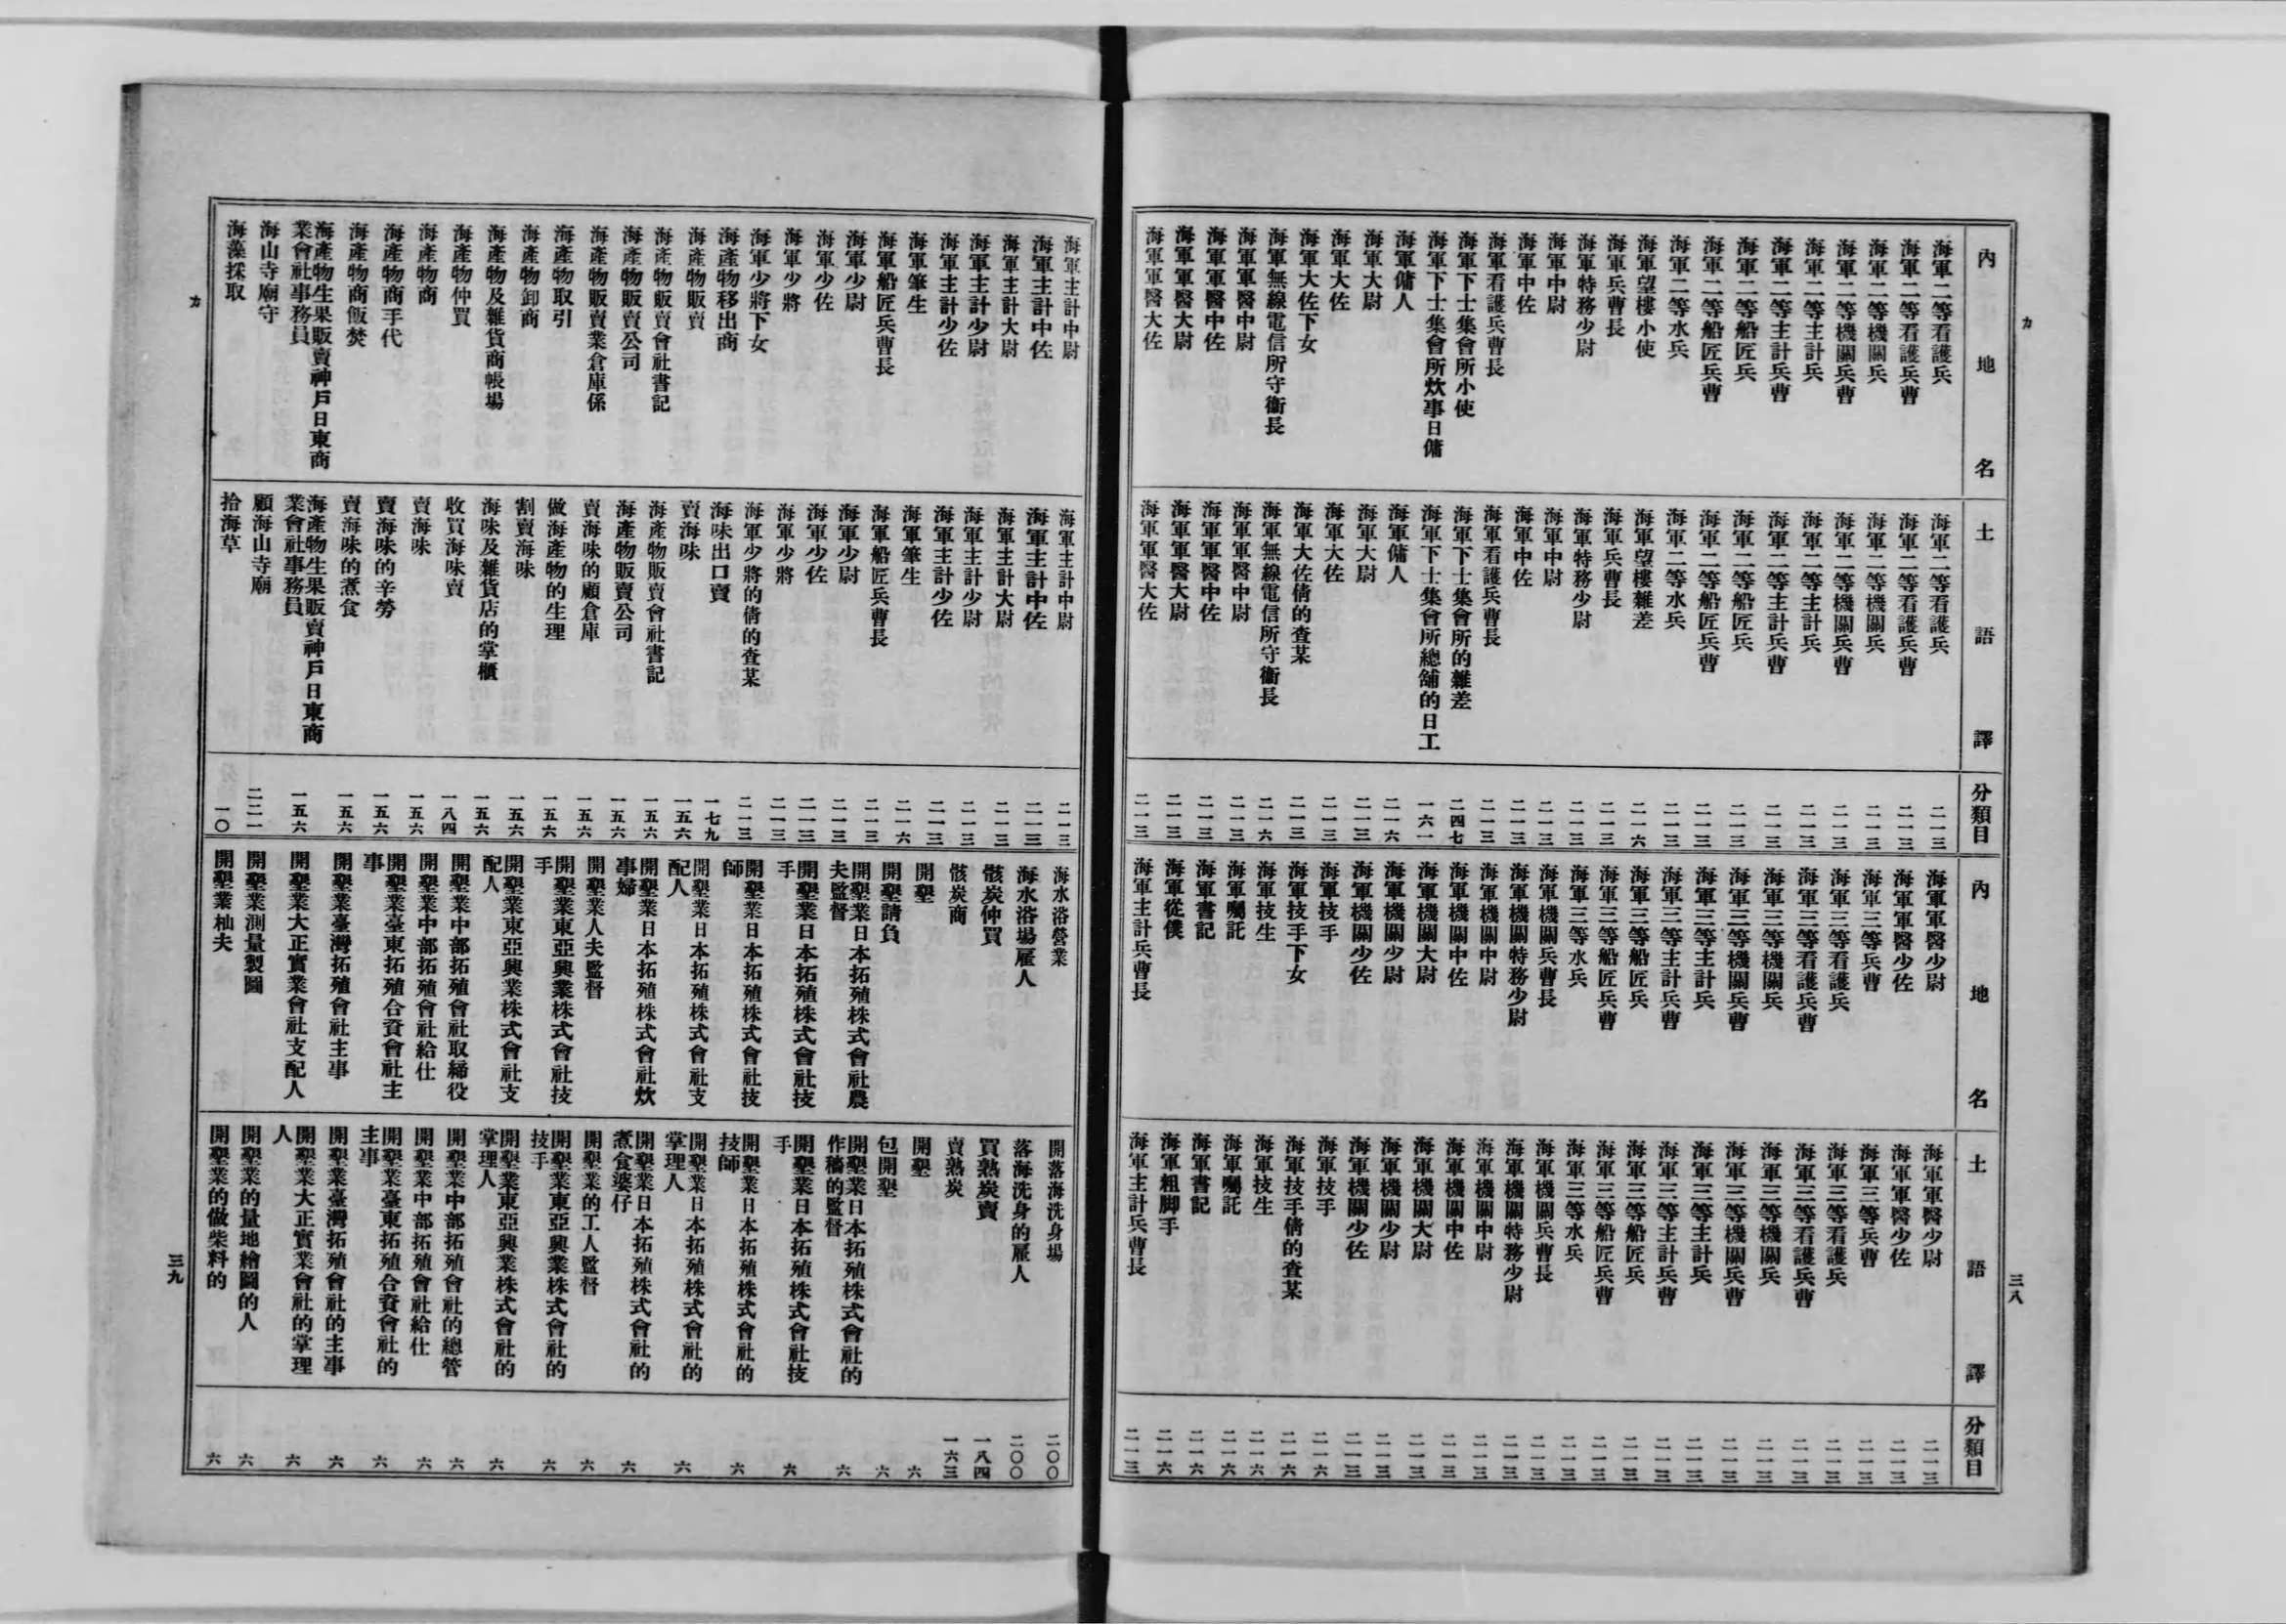 カ
三八
內地名 土語譯 分類目
海軍二等看護兵 海軍二等看護兵 二一三
海軍二等看護兵曹 海軍二等看護兵曹 二一三
海軍二等機關兵 海軍二等機關兵 二一三
海軍二等機關兵曹 海軍二等機關兵曹 二一三
海軍二等主計兵 海軍二等主計兵 二一三
海軍二等主計兵曹 海軍二等主計兵曹 二一三
海軍二等船匠兵 海軍二等船匠兵 二一三
海軍二等船匠兵曹 海軍二等船匠兵曹 二一三
海軍二等水兵 海軍二等水兵 二一三
海軍望樓小使 海軍望樓雜差 二一六
海軍兵曹長 海軍兵曹長 二一三
海軍特務少尉 海軍特務少尉 二一三
海軍中尉 海軍中尉 二一三
海軍中佐 海軍中佐 二一三
海軍看護兵曹長 海軍看護兵曹長 二一三
海軍下士集會所小使 海軍下士集會所的雜差 二四七
海軍下士集會所炊事日傭 海軍下士集會所總舖的日工 一六一
海軍傭人 海軍傭人 二一六
海軍大尉 海軍大尉 二一三
海軍大佐 海軍大佐 二一三
海軍大佐下女 海軍大佐倩的查某 二一三
海軍無線電信所守衞長 海軍無線電信所守衞長 二一六
海軍軍醫中尉 海軍軍醫中尉 二一三
海軍軍醫中佐 海軍軍醫中佐 二一三
海軍軍醫大尉 海軍軍醫大尉 二一三
海軍軍醫大佐 海軍軍醫大佐 二一三
內地名 土語譯 分類目
海軍軍醫少尉 海軍軍醫少尉 二一三
海軍軍醫少佐 海軍軍醫少佐 二一三
海軍三等兵曹 海軍三等兵曹 二一三
海軍三等看護兵 海軍三等看護兵 二一三
海軍三等看護兵曹 海軍三等看護兵曹 二一三
海軍三等機關兵 海軍三等機關兵 二一三
海軍三等機關兵曹 海軍三等機關兵曹 二一三
海軍三等主計兵 海軍三等主計兵 二一三
海軍三等主計兵曹 海軍三等主計兵曹 二一三
海軍三等船匠兵 海軍三等船匠兵 二一三
海軍三等船匠兵曹 海軍三等船匠兵曹 二一三
海軍三等水兵 海軍三等水兵 二一三
海軍機關兵曹長 海軍機關兵曹長 二一三
海軍機關特務少尉 海軍機關特務少尉 二一三
海軍機關中尉 海軍機關中尉 二一三
海軍機關中佐 海軍機關中佐 二一三
海軍機關大尉 海軍機關大尉 二一三
海軍機關少尉 海軍機關少尉 二一三
海軍機關少佐 海軍機關少佐 二一三
海軍技手 海軍技手 二一六
海軍技手下女 海軍技手倩的查某 二一六
海軍技生 海軍技生 二一六
海軍囑託 海軍囑託 二一六
海軍書記 海軍書記 二一六
海軍從僕 海軍粗脚手 二一六
海軍主計兵曹長 海軍主計兵曹長 二一三
海軍主計中尉 海軍主計中尉 二一三
海軍主計中佐 海軍主計中佐 二一三
海軍主計大尉 海軍主計大尉 二一三
海軍主計少尉 海軍主計少尉 二一三
海軍主計少佐 海軍主計少佐 二一三
海軍筆生 海軍筆生 二一六
海軍船匠兵曹長 海軍船匠兵曹長 二一三
海軍少尉 海軍少尉 二一三
海軍少佐 海軍少佐 二一三
海軍少將 海軍少將 二一三
海軍少將下女 海軍少將的倩的查某 二一三
海產物移出商 海味出口賣 一七九
海產物販賣 賣海味 一五六
海產物販賣會社書記 海產物販賣會社書記 一五六
海產物販賣公司 海產物販賣公司 一五六
海產物販賣業倉庫係 賣海味的顧倉庫 一五六
海產物取引 做海產物的生理 一五六
海產物卸商 割賣海味 一五六
海產物及雜貨商帳場 海味及雜貨店的掌櫃 一五六
海產物仲買 收買海味賣 一八四
海產物商 賣海味 一五六
海產物商手代 賣海味的辛勞 一五六
海產物商飯焚 賣海味的煮食 一五六
海產物生果販賣神戶日東商業會社事務員 海產物生果販賣神戶日東商業會社事務員 一五六
海山寺廟守 顧海山寺廟 二二一
海藻採取 拾海草 一〇
海水浴營業 開落海洗身場 二〇〇
海水浴場雇人 落海洗身的雇人 二〇〇
骸炭仲買 買熟炭賣 一八四
骸炭商 賣熟炭 一六三
開墾 開墾 六
開墾請負 包開墾 六
開墾業日本拓殖株式會社農夫監督 開墾業日本拓殖株式會社的作穡的監督 六
開墾業日本拓殖株式會社技手 開墾業日本拓殖株式會社技手 六
開墾業日本拓殖株式會社技師 開墾業日本拓殖株式會社的技師 六
開墾業日本拓殖株式會社支配人 開墾業日本拓殖株式會社的掌理人 六
開墾業日本拓殖株式會社炊事婦 開墾業日本拓殖株式會社的煮食婆仔 六
開墾業人夫監督 開墾業的工人監督 六
開墾業東亞興業株式會社技手 開墾業東亞興業株式會社的技手 六
開墾業東亞興業株式會社支配人 開墾業東亞興業株式會社的掌理人 六
開墾業中部拓殖會社取締役 開墾業中部拓殖會社的總管 六
開墾業中部拓殖會社給仕 開墾業中部拓殖會社給仕 六
開墾業臺東拓殖合資會社主事 開墾業臺東拓殖合資會社的主事 六
開墾業臺灣拓殖會社主事 開墾業臺灣拓殖會社的主事 六
開墾業大正實業會社支配人 開墾業大正實業會社的掌理人 六
開墾業測量製圖 開墾業的量地繪圖的人 六
開墾業杣夫 開墾業的做柴料的 六
カ
三九